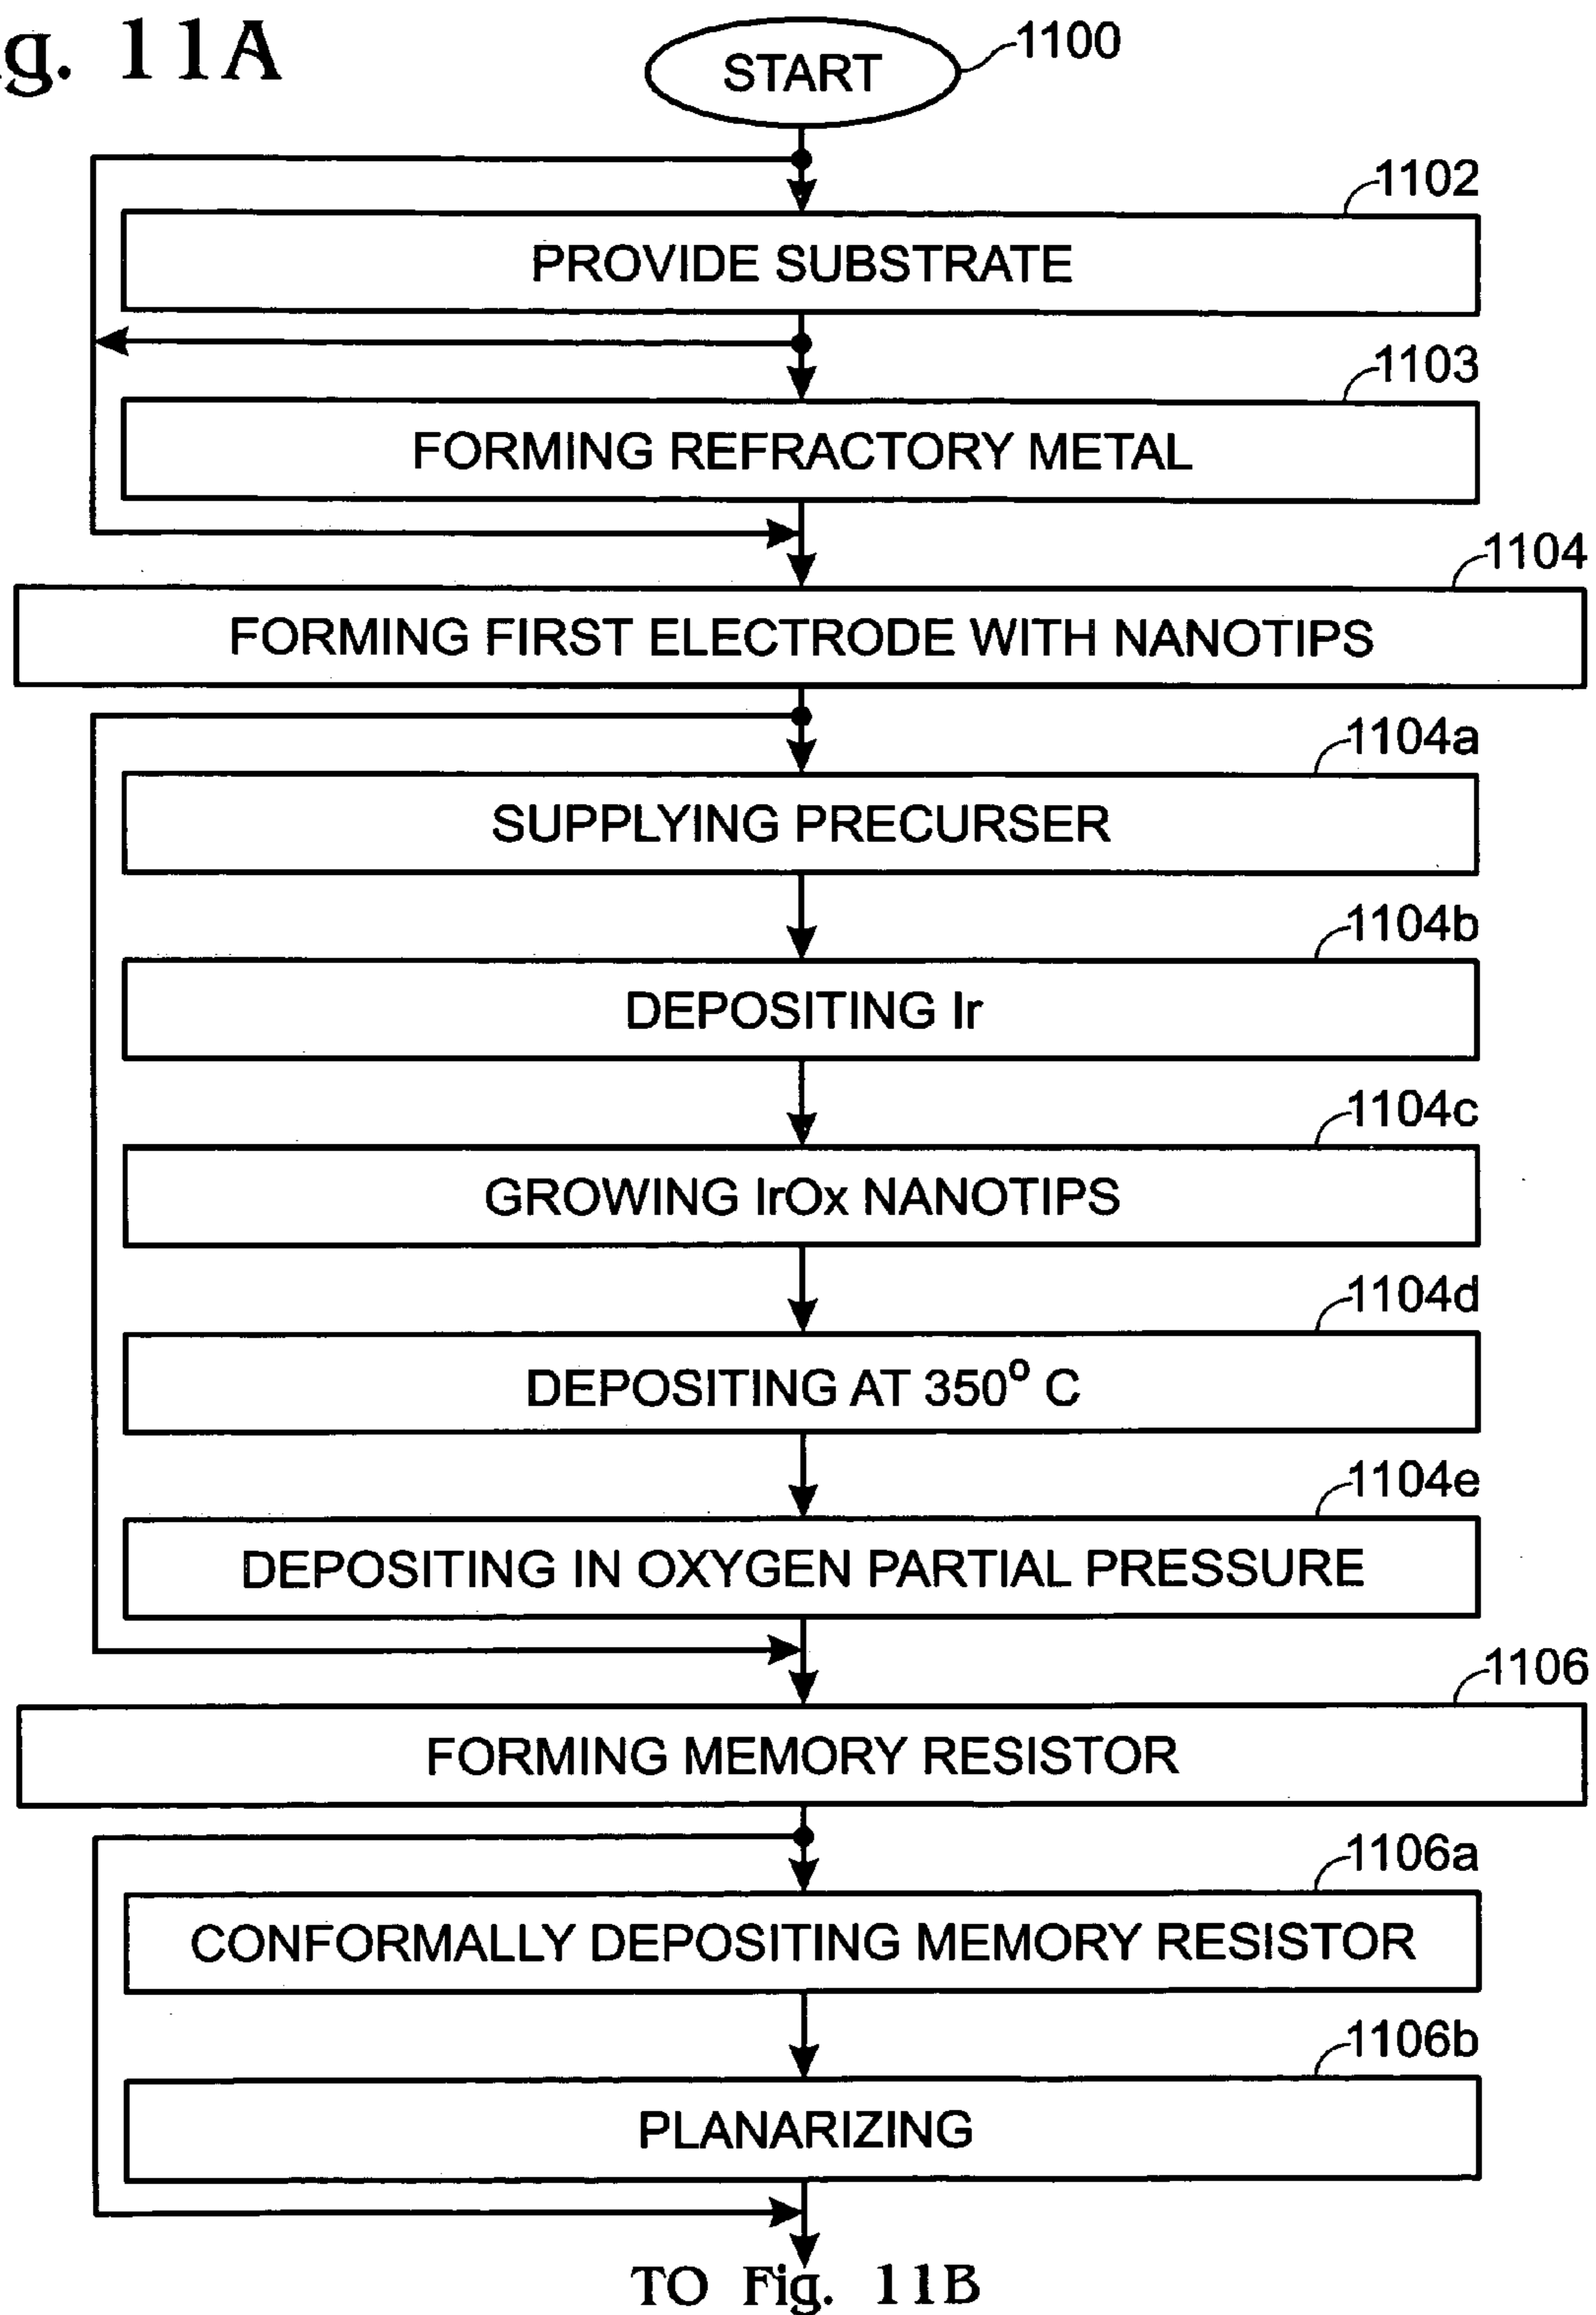 g. 11A
START
1100
1102
PROVIDE SUBSTRATE
1103
FORMING REFRACTORY METAL
1104
FORMING FIRST ELECTRODE WITH NANOTIPS
1104a
SUPPLYING PRECURSER
1104b
DEPOSITING Ir
1104c
GROWING IrOx NANOTIPS
1104d
DEPOSITING AT 350° C
1104e
DEPOSITING IN OXYGEN PARTIAL PRESSURE
1106
FORMING MEMORY RESISTOR
1106a
CONFORMALLY DEPOSITING MEMORY RESISTOR
1106b
PLANARIZING
TO Fig. 11B